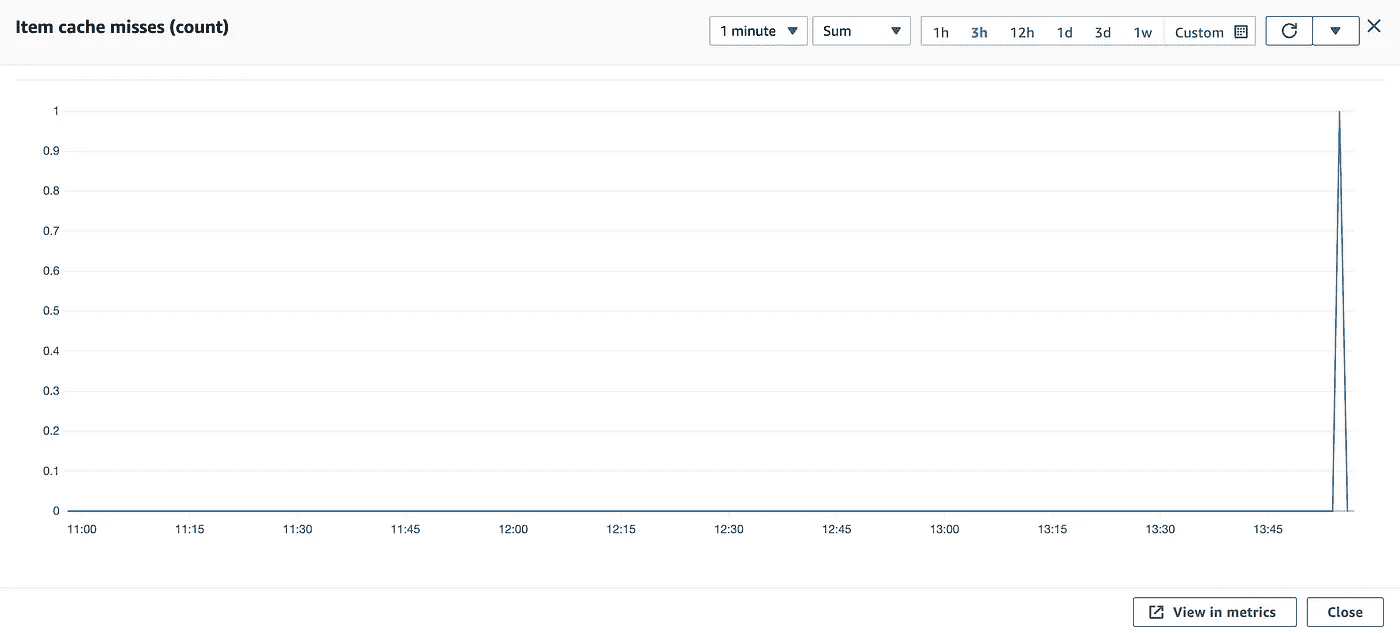 Item cache misses (count)
1 minute Sum 1h 3h 12h 1d 3d 1w Custom
1
0.9
0.8
0.7
0.6
0.5
0.4
0.3
0.2
0.1
0
11:00 11:15 11:30 11:45 12:00 12:15 12:30 12:45 13:00 13:15 13:30 13:45
View in metrics Close